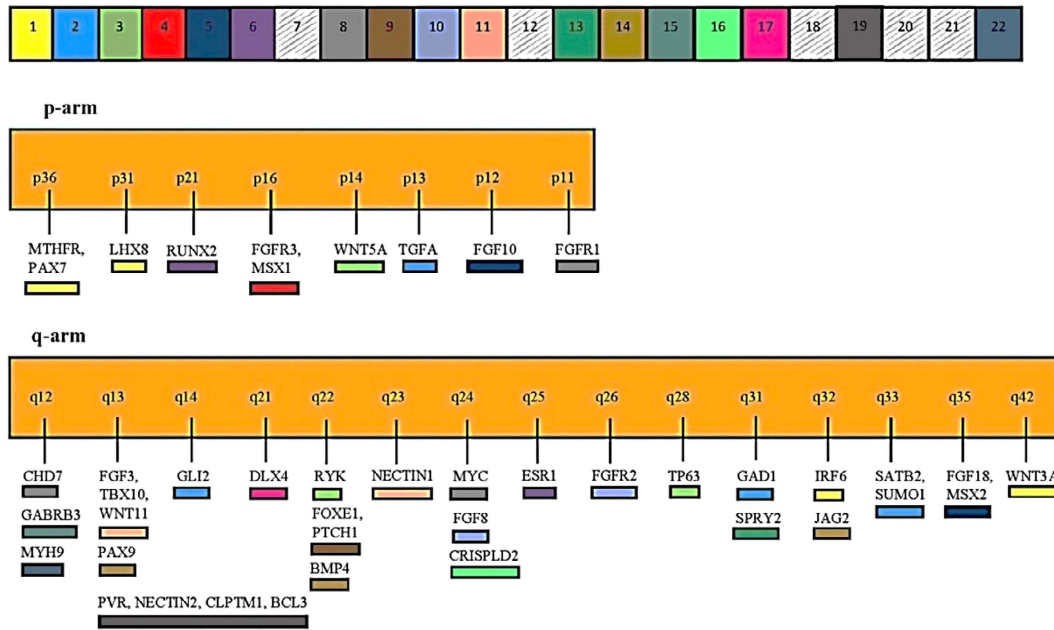 1 2 3 4 5 6 7 8 9 10 11 12 13 14 15 16 17 18 19 20 21 22
p-arm
p36 p31 p21 p16 p14 p13 p12 p11
MTHFR, LHX8 RUNX2 FGFR3, WNT5A TGFA FGF10 FGFR1
PAX7 MSX1
q-arm
q12 q13 q14 q21 q22 q23 q24 q25 q26 q28 q31 q32 q33 q35 q42
CHD7 FGF3, GLI2 DLX4 RYK NECTIN1 MYC ESR1 FGFR2 TP63 GAD1 IRF6 SATB2, FGF18, WNT3A
TBX10, SUMO1 MSX2
GABRB3 WNT11 FOXE1, FGF8 SPRY2 JAG2
PTCH1
MYH9 PAX9 CRISPLD2
BMP4
PVR, NECTIN2, CLPTM1, BCL3